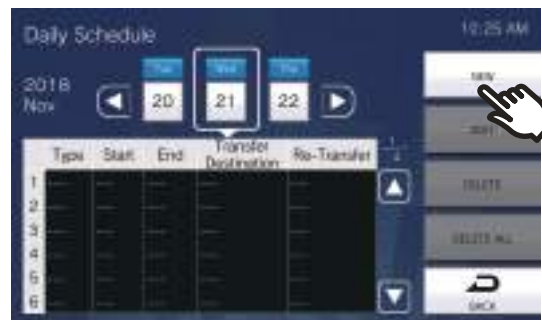 Daily Schedule
10:25 AM
2018
Nov
Tue
Wed
Thu
20
21
22
NEW
EDIT
DELETE
DELETE ALL
BACK
Type Start End Transfer Destination Re-Transfer
1
2
3
4
5
6